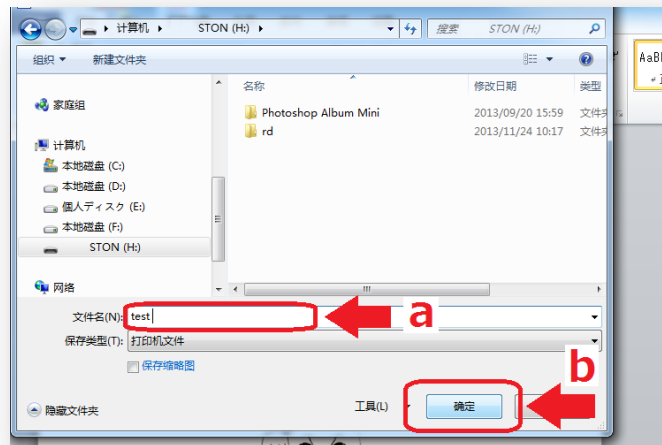 计算机 STON (H:) 搜索 STON (H:)
组织 新建文件夹
AaBl
名称 修改日期 类型
家庭组
Photoshop Album Mini 2013/09/20 15:59 文件夹
rd 2013/11/24 10:17 文件夹
计算机
本地磁盘 (C:)
本地磁盘 (D:)
個人ディスク (E:)
本地磁盘 (F:)
STON (H:)
网络
文件名(N): test
a
保存类型(T): 打印机文件
保存缩略图
b
隐藏文件夹 工具(L) 确定